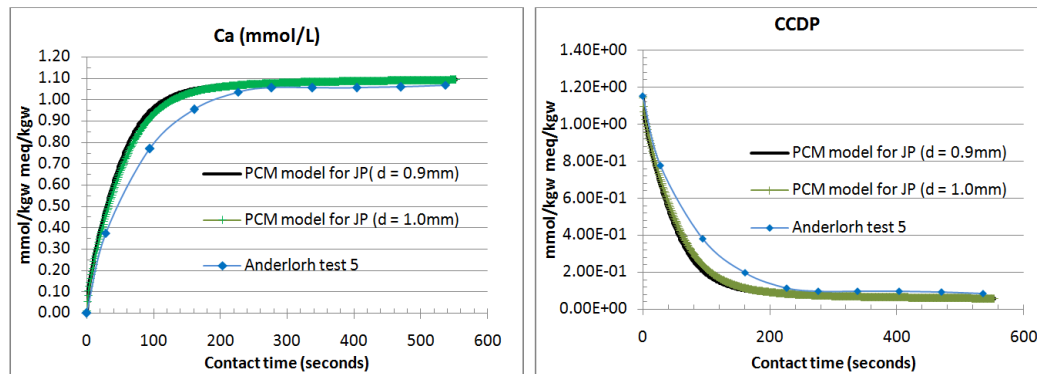 Ca (mmol/L)
1.20
1.10
1.00
0.90
0.80
0.70
0.60
0.50
0.40
0.30
0.20
0.10
0.00
mmol/kgw meq/kgw
PCM model for JP( d = 0.9mm)
PCM model for JP (d = 1.0mm)
Anderlorh test 5
0 100 200 300 400 500 600
Contact time (seconds)
CCDP
1.40E+00
1.20E+00
1.00E+00
8.00E-01
6.00E-01
4.00E-01
2.00E-01
0.00E+00
mmol/kgw meq/kgw
PCM model for JP (d = 0.9mm)
PCM model for JP (d = 1.0mm)
Anderlorh test 5
0 200 400 600
Contact time (seconds)